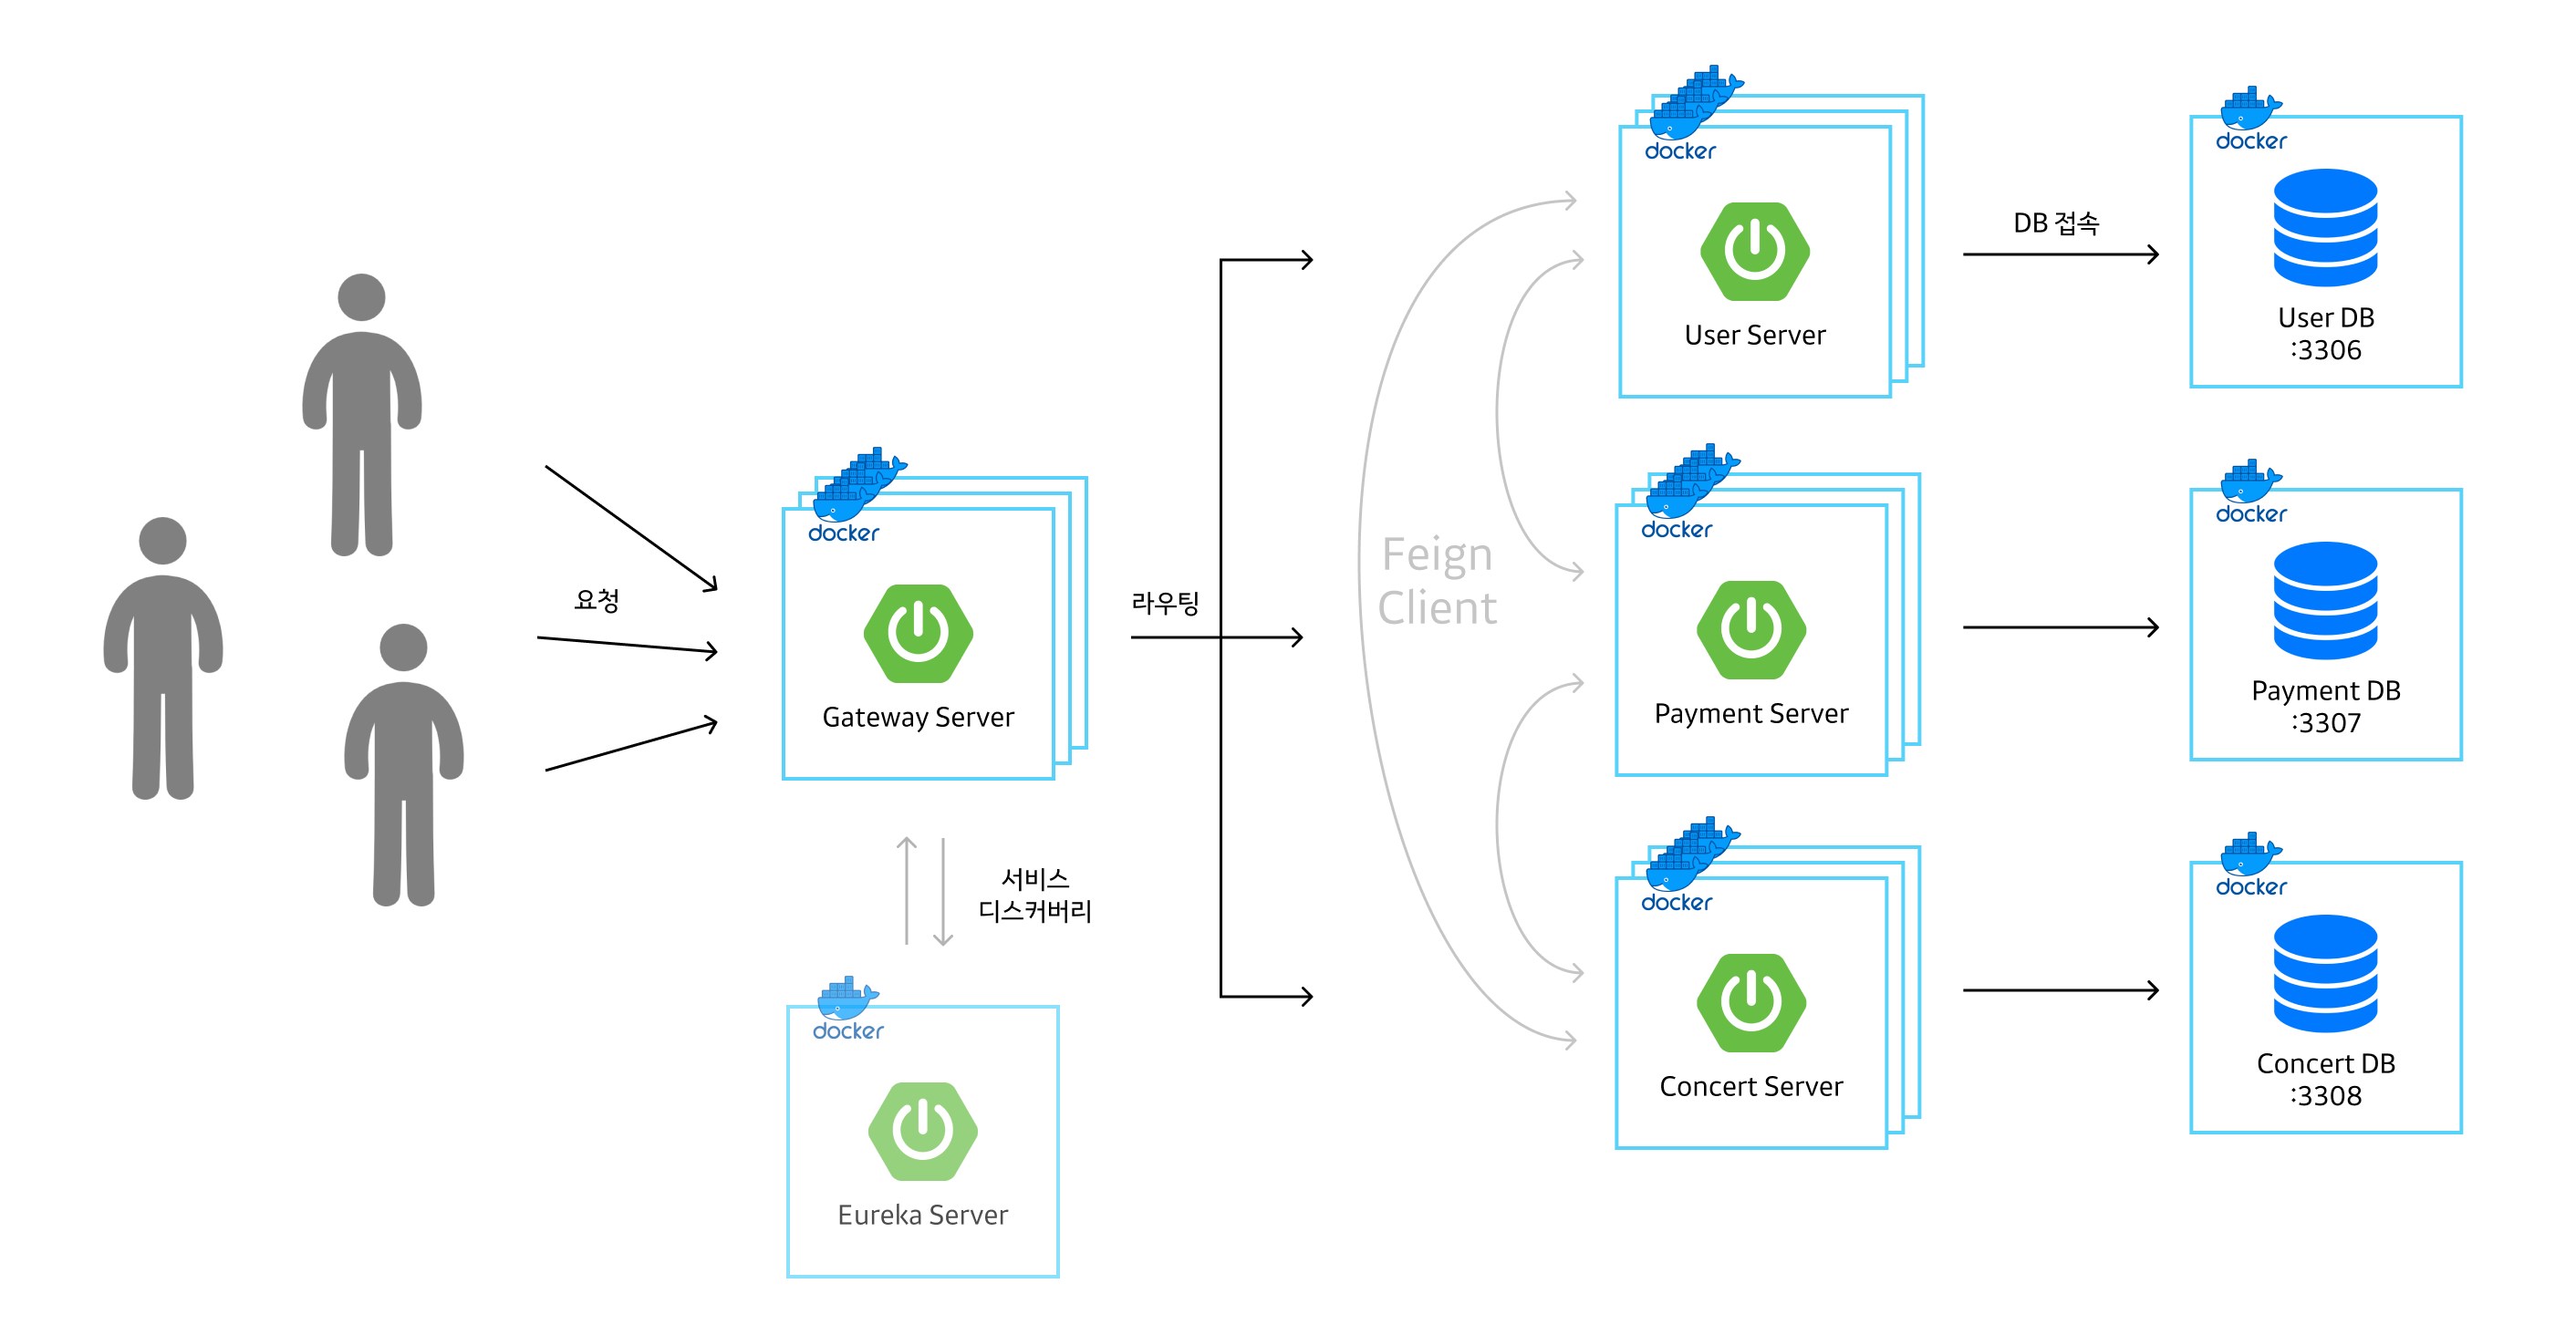 요청
docker
Gateway Server
라우팅
서비스
디스커버리
docker
Eureka Server
Feign
Client
docker
User Server
DB 접속
docker
User DB
:3306
docker
Payment Server
docker
Payment DB
:3307
docker
Concert Server
docker
Concert DB
:3308